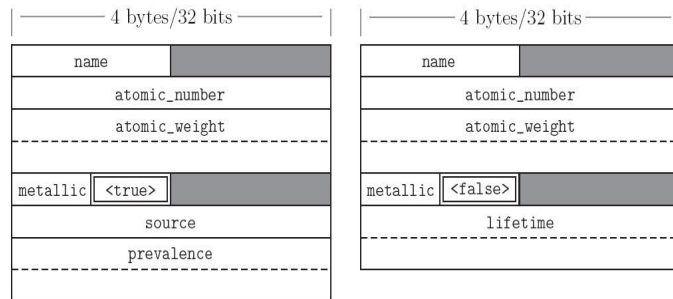 4 bytes/32 bits
name
atomic_number
atomic_weight
metallic <true>
source
prevalence
4 bytes/32 bits
name
atomic_number
atomic_weight
metallic <false>
lifetime